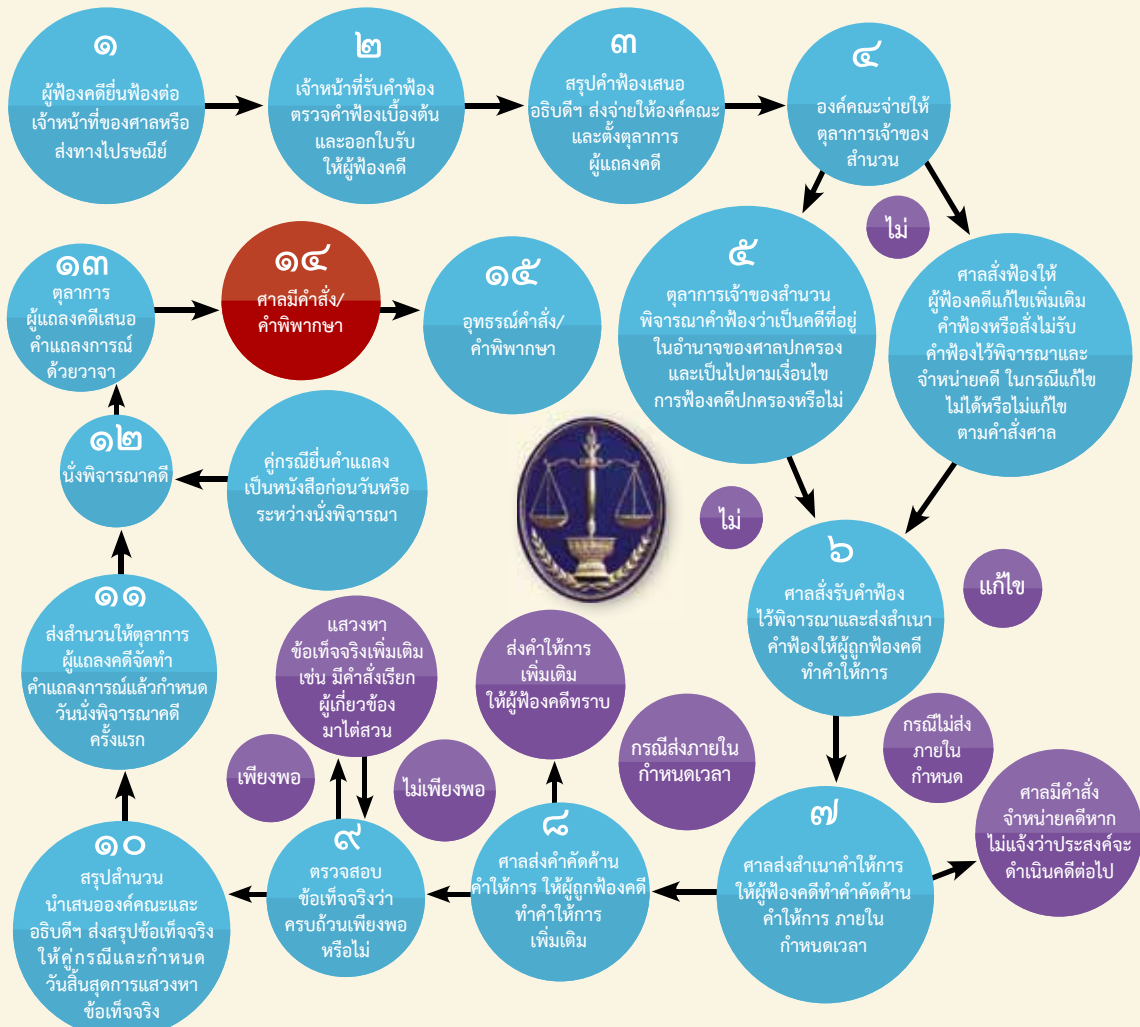 ๑
ผู้ฟ้องคดียื่นฟ้องต่อ
เจ้าหน้าที่ของศาลหรือ
ส่งทางไปรษณีย์
๒
เจ้าหน้าที่รับคำฟ้อง
ตรวจคำฟ้องเบื้องต้น
และออกใบรับ
ให้ผู้ฟ้องคดี
๓
สรุปคำฟ้องเสนอ
อธิบดีฯ ส่งจ่ายให้องค์คณะ
และตั้งตุลาการ
ผู้แถลงคดี
๔
องค์คณะจ่ายให้
ตุลาการเจ้าของ
สำนวน
ไม่
๕
ตุลาการเจ้าของสำนวน
พิจารณาคำฟ้องว่าเป็นคดีที่อยู่
ในอำนาจของศาลปกครอง
และเป็นไปตามเงื่อนไข
การฟ้องคดีปกครองหรือไม่
ศาลสั่งฟ้องให้
ผู้ฟ้องคดีแก้ไขเพิ่มเติม
คำฟ้องหรือสั่งไม่รับ
คำฟ้องไว้พิจารณาและ
จำหน่ายคดี ในกรณีแก้ไข
ไม่ได้หรือไม่แก้ไข
ตามคำสั่งศาล
ไม่
แก้ไข
๖
ศาลสั่งรับคำฟ้อง
ไว้พิจารณาและส่งสำเนา
คำฟ้องให้ผู้ถูกฟ้องคดี
ทำคำให้การ
กรณีไม่ส่ง
ภายใน
กำหนด
ศาลมีคำสั่ง
จำหน่ายคดีหาก
ไม่แจ้งว่าประสงค์จะ
ดำเนินคดีต่อไป
๗
ศาลส่งสำเนาคำให้การ
ให้ผู้ฟ้องคดีทำคำคัดค้าน
คำให้การ ภายใน
กำหนดเวลา
กรณีส่งภายใน
กำหนดเวลา
๘
ศาลส่งคำคัดค้าน
คำให้การ ให้ผู้ถูกฟ้องคดี
ทำคำให้การ
เพิ่มเติม
ส่งคำให้การ
เพิ่มเติม
ให้ผู้ฟ้องคดีทราบ
๙
ตรวจสอบ
ข้อเท็จจริงว่า
ครบถ้วนเพียงพอ
หรือไม่
ไม่เพียงพอ
แสวงหา
ข้อเท็จจริงเพิ่มเติม
เช่น มีคำสั่งเรียก
ผู้เกี่ยวข้อง
มาไต่สวน
เพียงพอ
๑๐
สรุปสำนวน
นำเสนอองค์คณะและ
อธิบดีฯ ส่งสรุปข้อเท็จจริง
ให้คู่กรณีและกำหนด
วันสิ้นสุดการแสวงหา
ข้อเท็จจริง
๑๑
ส่งสำนวนให้ตุลาการ
ผู้แถลงคดีจัดทำ
คำแถลงการณ์แล้วกำหนด
วันนั่งพิจารณาคดี
ครั้งแรก
๑๒
นั่งพิจารณาคดี
คู่กรณียื่นคำแถลง
เป็นหนังสือก่อนวันหรือ
ระหว่างนั่งพิจารณา
๑๓
ตุลาการ
ผู้แถลงคดีเสนอ
คำแถลงการณ์
ด้วยวาจา
๑๔
ศาลมีคำสั่ง/
คำพิพากษา
๑๕
อุทธรณ์คำสั่ง/
คำพิพากษา